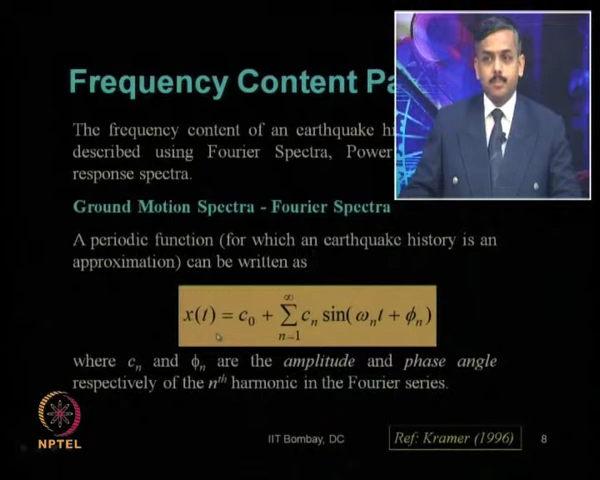 Frequency Content Pa
The frequency content of an earthquake hi
described using Fourier Spectra, Power
response spectra.
Ground Motion Spectra - Fourier Spectra
A periodic function (for which an earthquake history is an
approximation) can be written as
x(t) = c₀ + ∑_{n=1}^{∞} cₙ sin(ωₙt + ϕₙ)
where cₙ and ϕₙ are the amplitude and phase angle
respectively of the nᵗʰ harmonic in the Fourier series.
NPTEL
IIT Bombay, DC
Ref: Kramer (1996)
8